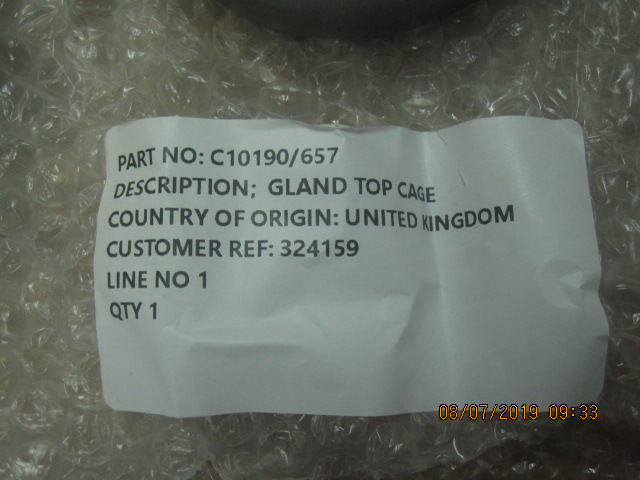 PART NO: C10190/657
DESCRIPTION; GLAND TOP CAGE
COUNTRY OF ORIGIN: UNITED KINGDOM
CUSTOMER REF: 324159
LINE NO 1
QTY 1
08/07/2019 09:33